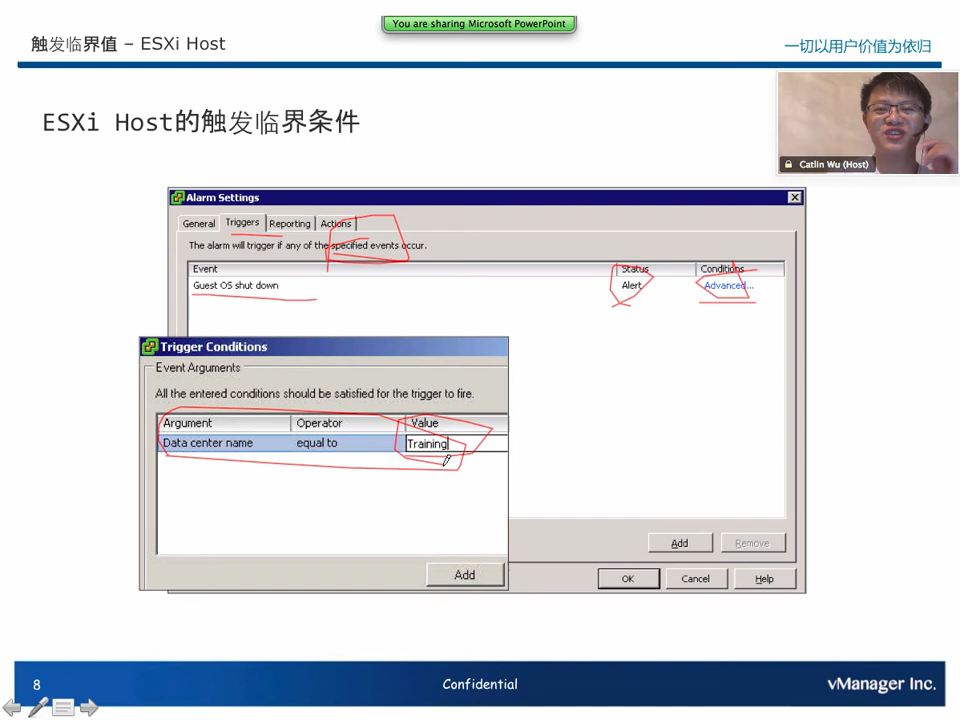 You are sharing Microsoft PowerPoint
触发临界值 – ESXi Host
一切以用户价值为依归
ESXi Host的触发临界条件
Catlin Wu (Host)
Alarm Settings
General Triggers Reporting Actions
The alarm will trigger if any of the specified events occur.
Event Status Conditions
Guest OS shut down Alert Advanced...
Trigger Conditions
Event Arguments
All the entered conditions should be satisfied for the trigger to fire.
Argument Operator Value
Data center name equal to Training
Add Remove
Add
OK Cancel Help
8 Confidential vManager Inc.